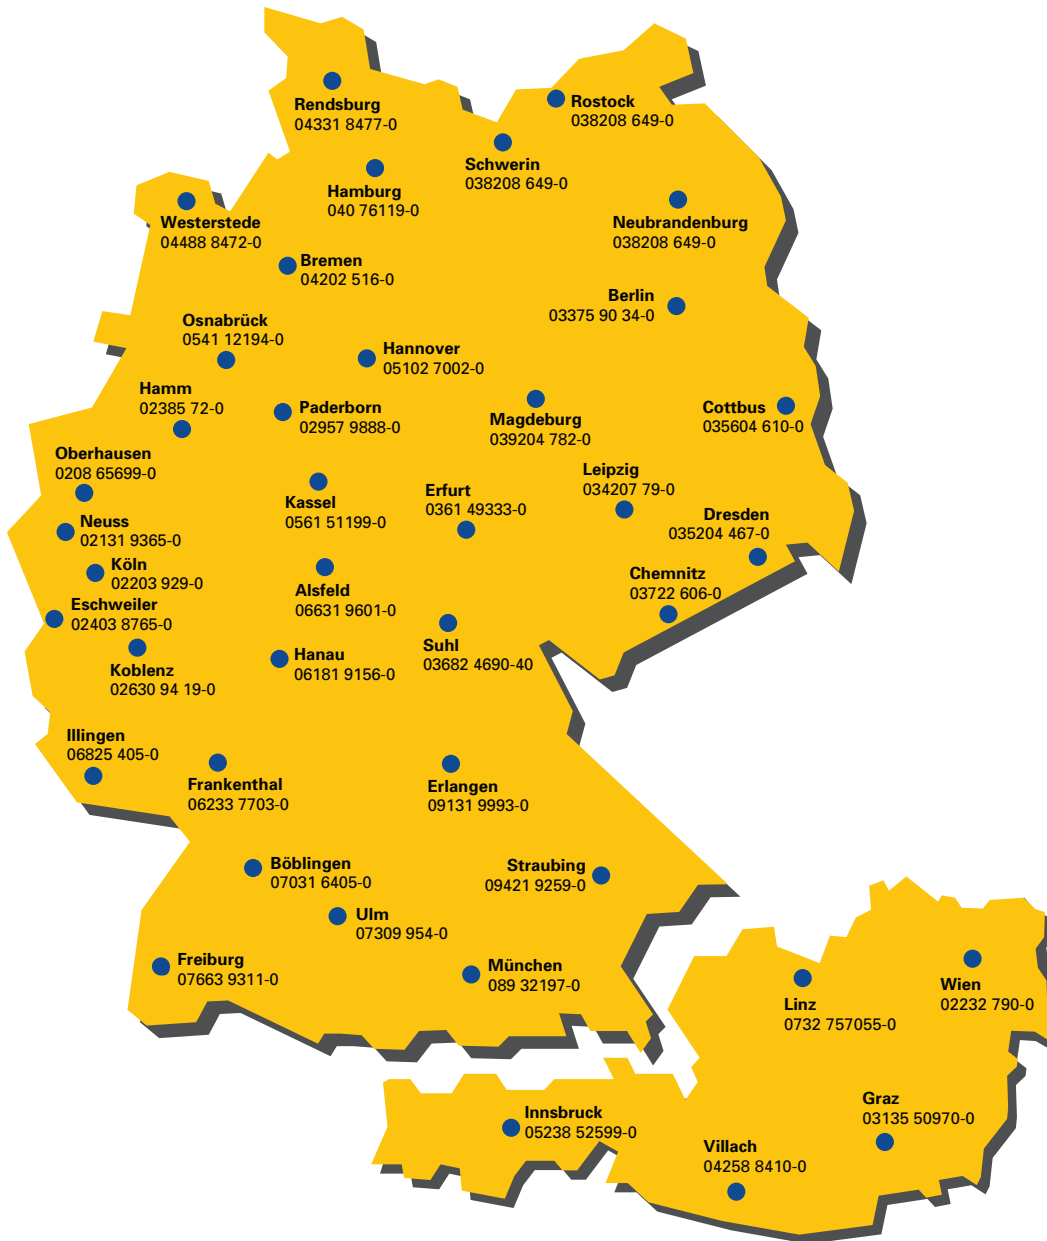 Rendsburg
04331 8477-0
Rostock
038208 649-0
Schwerin
038208 649-0
Hamburg
040 76119-0
Westerstede
04488 8472-0
Neubrandenburg
038208 649-0
Bremen
04202 516-0
Berlin
03375 90 34-0
Osnabrück
0541 12194-0
Hannover
05102 7002-0
Hamm
02385 72-0
Paderborn
02957 9888-0
Magdeburg
039204 782-0
Cottbus
035604 610-0
Oberhausen
0208 65699-0
Kassel
0561 51199-0
Erfurt
0361 49333-0
Leipzig
034207 79-0
Neuss
02131 9365-0
Dresden
035204 467-0
Köln
02203 929-0
Alsfeld
06631 9601-0
Chemnitz
03722 606-0
Eschweiler
02403 8765-0
Suhl
03682 4690-40
Koblenz
02630 94 19-0
Hanau
06181 9156-0
Illingen
06825 405-0
Frankenthal
06233 7703-0
Erlangen
09131 9993-0
Böblingen
07031 6405-0
Straubing
09421 9259-0
Ulm
07309 954-0
Freiburg
07663 9311-0
München
089 32197-0
Linz
0732 757055-0
Wien
02232 790-0
Innsbruck
05238 52599-0
Graz
03135 50970-0
Villach
04258 8410-0